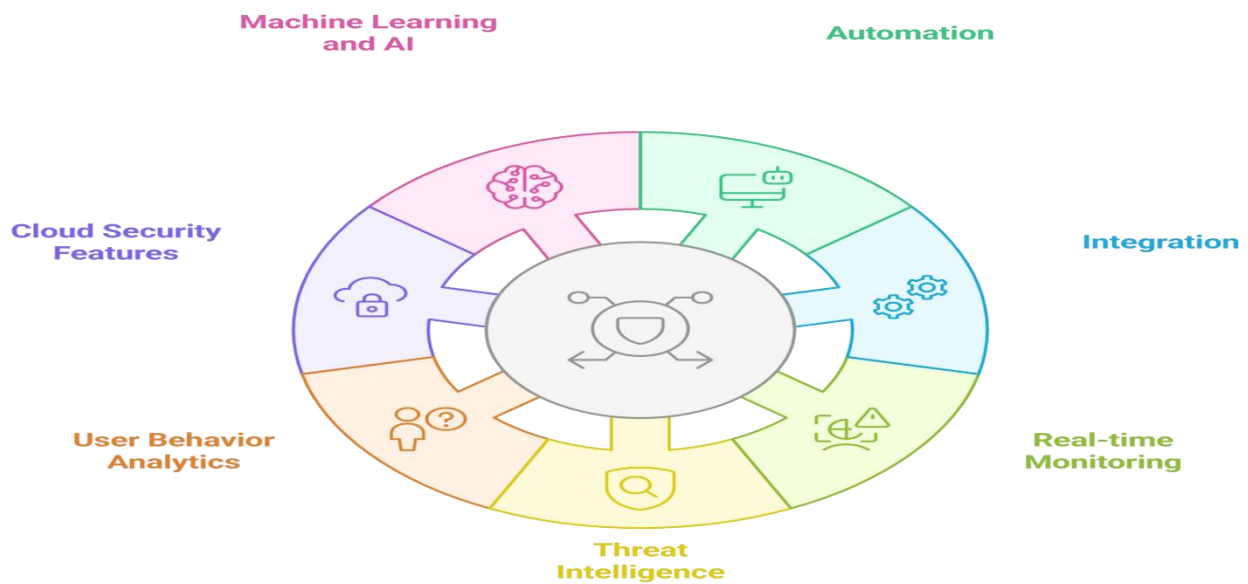 Machine Learning
and AI
Automation
Cloud Security
Features
Integration
User Behavior
Analytics
Real-time
Monitoring
Threat
Intelligence